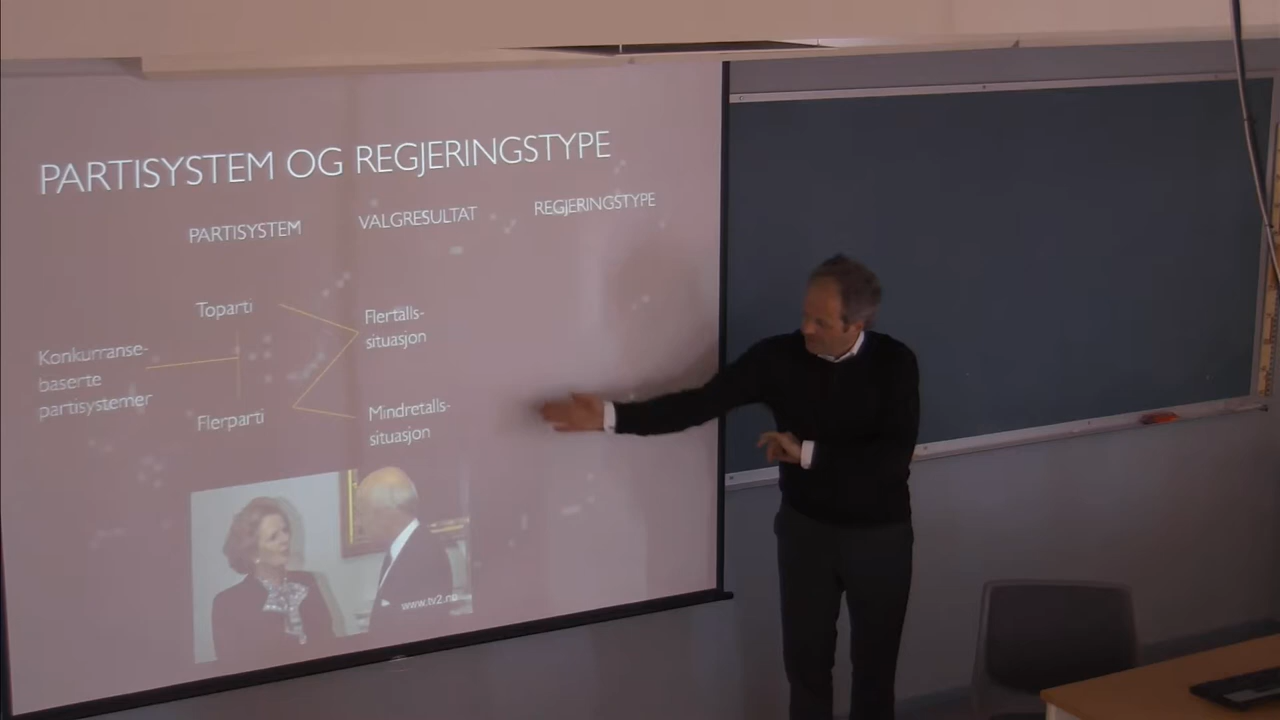 PARTISYSTEM OG REGJERINGSTYPE
PARTISYSTEM
VALGRESULTAT
REGJERINGSTYPE
Toparti
Flertalls-
situasjon
Konkurranse-
baserte
partisystemer
Flerparti
Mindretalls-
situasjon
www.tv2.no